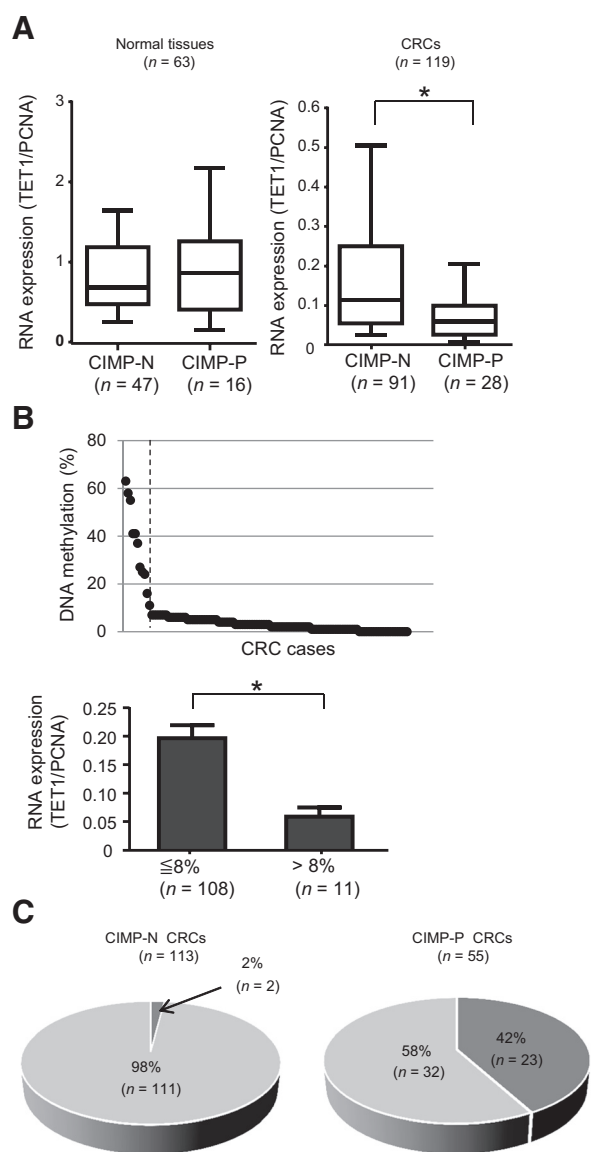 A
Normal tissues
(n = 63)
CRCs
(n = 119)
RNA expression (TET1/PCNA)
3
2
1
0
CIMP-N
(n = 47)
CIMP-P
(n = 16)
RNA expression (TET1/PCNA)
0.6
*
0.5
0.4
0.3
0.2
0.1
0
CIMP-N
(n = 91)
CIMP-P
(n = 28)
B
DNA methylation (%)
80
60
40
20
0
CRC cases
RNA expression
(TET1/PCNA)
*
0.25
0.20
0.15
0.10
0.05
0
≦8%
(n = 108)
> 8%
(n = 11)
C
CIMP-N CRCs
(n = 113)
2%
(n = 2)
98%
(n = 111)
CIMP-P CRCs
(n = 55)
58%
(n = 32)
42%
(n = 23)